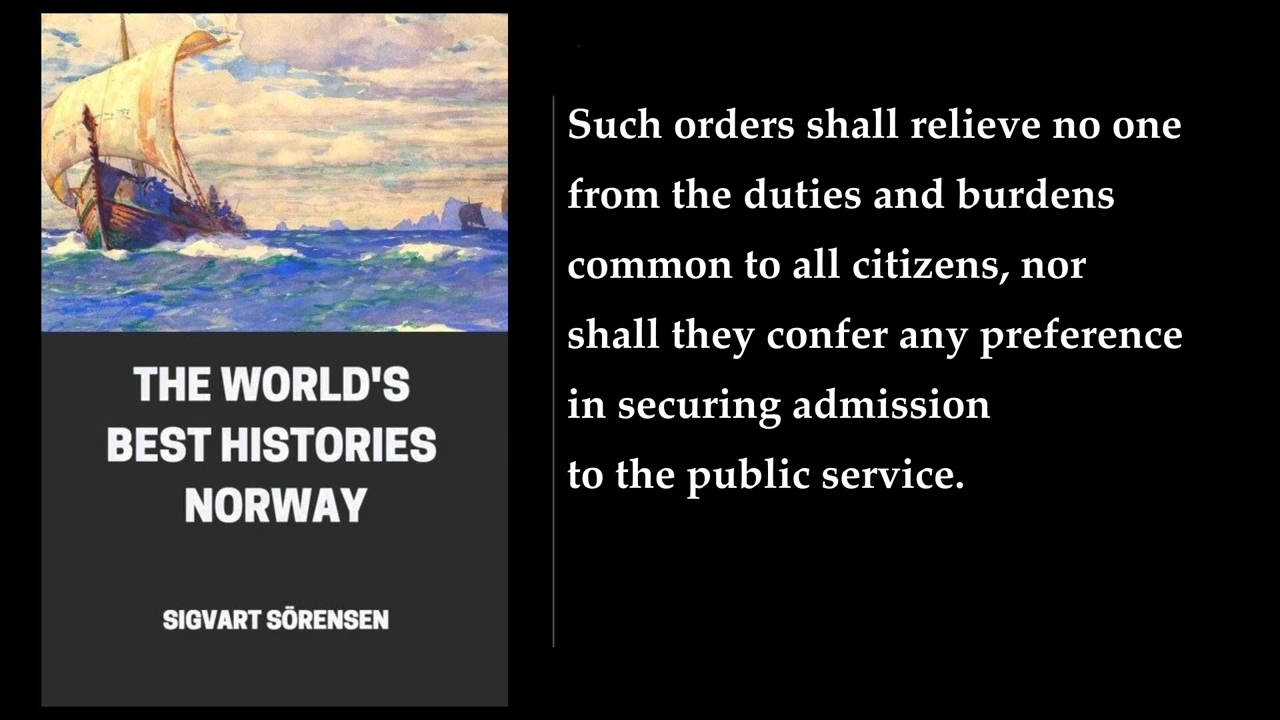 THE WORLD'S
BEST HISTORIES
NORWAY
SIGVART SÖRENSEN
Such orders shall relieve no one
from the duties and burdens
common to all citizens, nor
shall they confer any preference
in securing admission
to the public service.